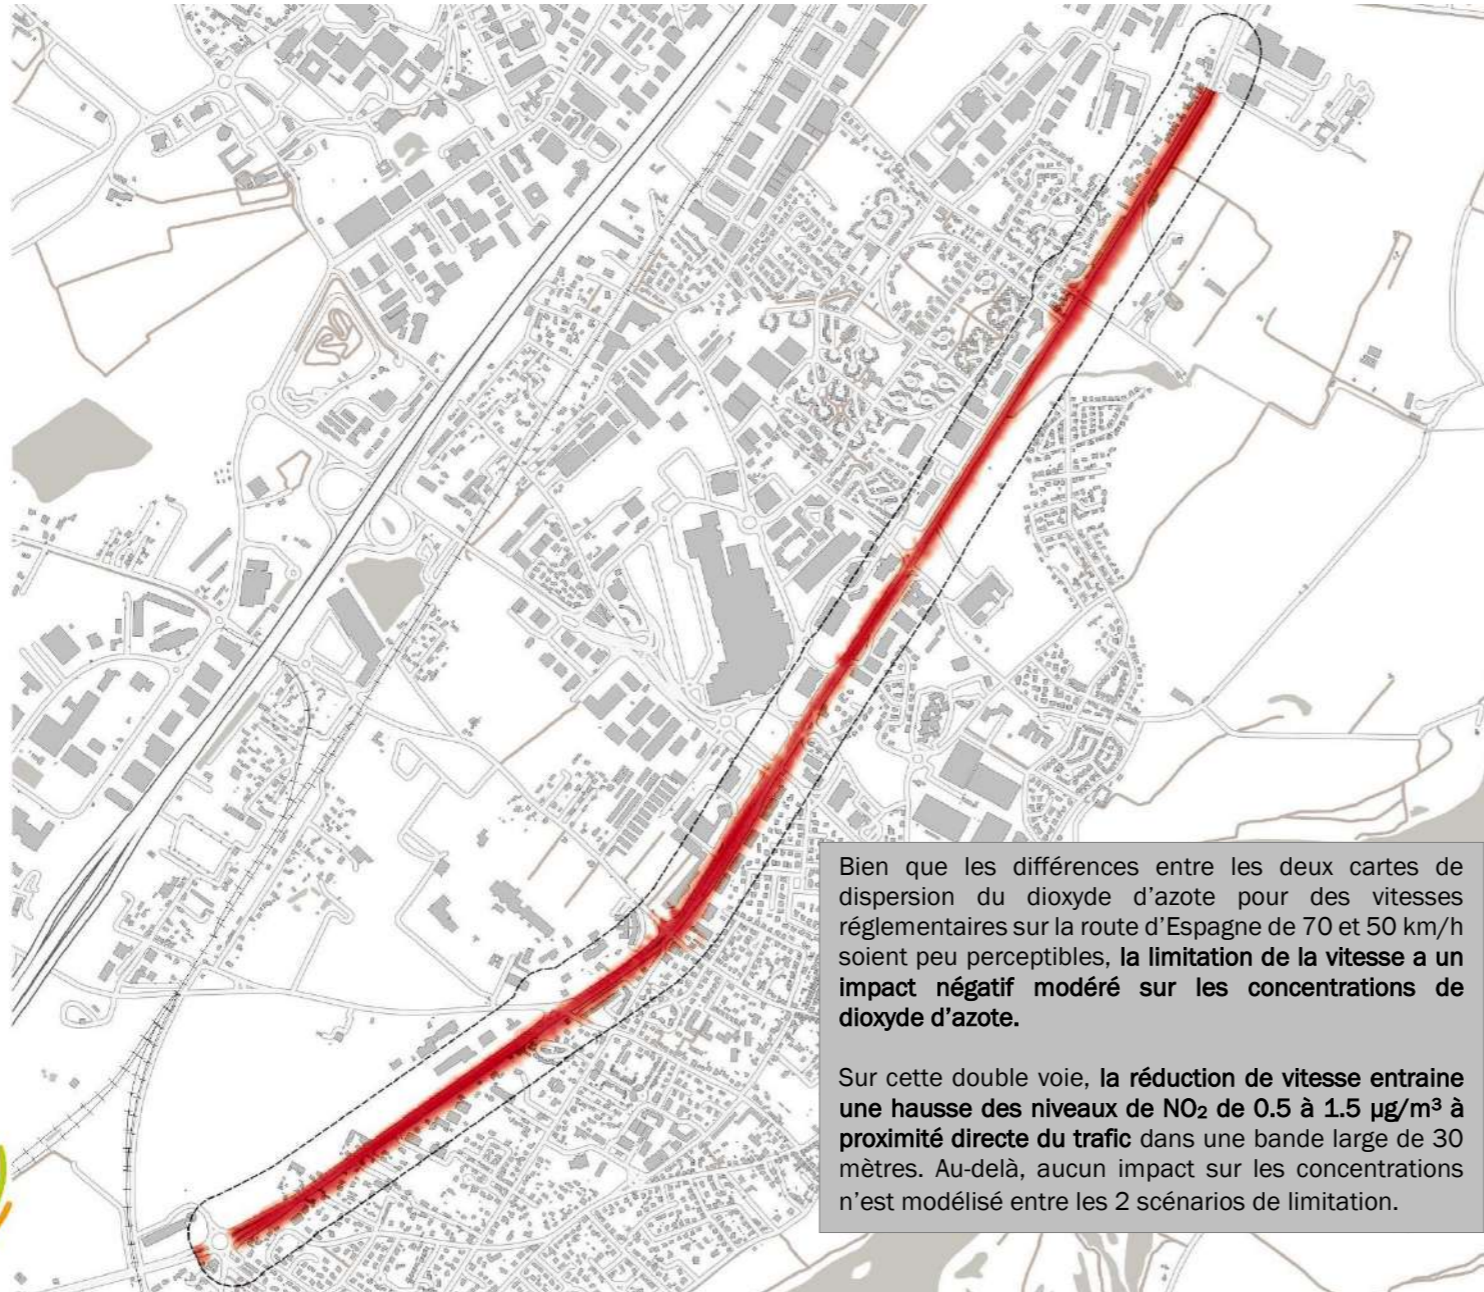 Bien que les différences entre les deux cartes de
dispersion du dioxyde d'azote pour des vitesses
réglementaires sur la route d'Espagne de 70 et 50 km/h
soient peu perceptibles, la limitation de la vitesse a un
impact négatif modéré sur les concentrations de
dioxyde d'azote.
Sur cette double voie, la réduction de vitesse entraine
une hausse des niveaux de NO₂ de 0.5 à 1.5 µg/m³ à
proximité directe du trafic dans une bande large de 30
mètres. Au-delà, aucun impact sur les concentrations
n'est modélisé entre les 2 scénarios de limitation.